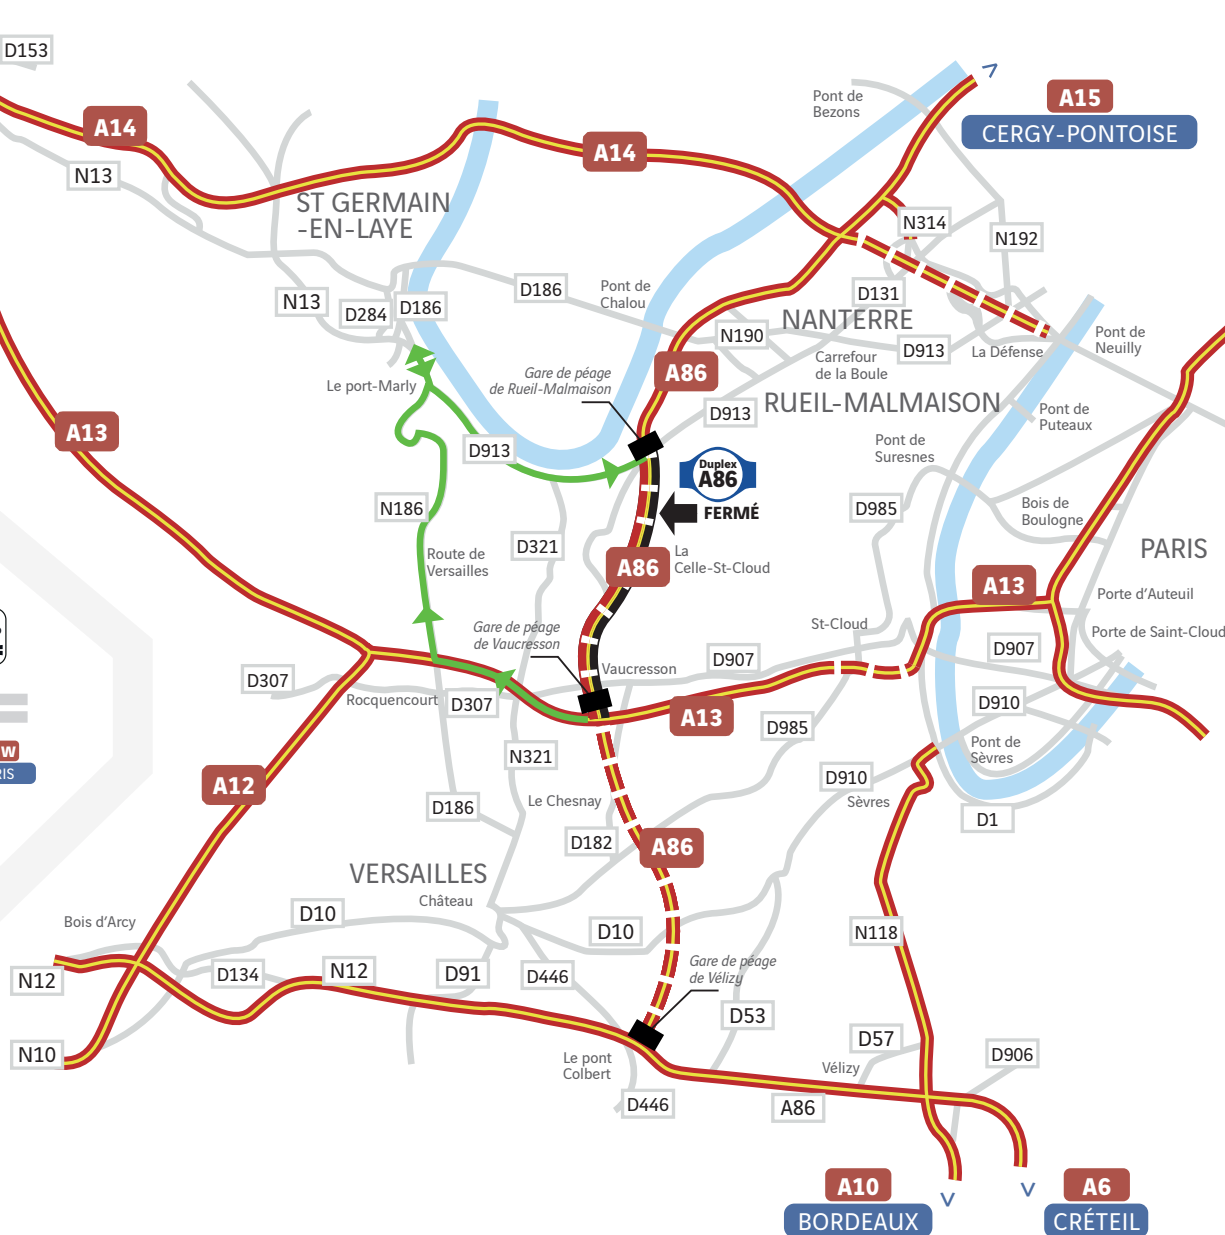 D153
A14
N13
ST GERMAIN
-EN-LAYE
A14
Pont de
Bezons
A15
CERGY-PONTOISE
N314
N192
N13
D284
D186
D186
Pont de
Chalou
D131
NANTERRE
N190
Carrefour
de la Boule
D913
La Défense
Pont de
Neuilly
Gare de péage
de Rueil-Malmaison
A86
Le port-Marly
D913
RUEIL-MALMAISON
Pont de
Puteaux
A13
D913
Pont de
Suresnes
Duplex
A86
FERMÉ
N186
D985
Bois de
Boulogne
Route de
Versailles
D321
La
Celle-St-Cloud
A86
PARIS
A13
Porte d'Auteuil
Gare de péage
de Vaucresson
St-Cloud
Porte de Saint-Cloud
D907
D307
Rocquencourt
D307
Vaucresson
D907
A13
D910
D985
Pont de
Sèvres
W
RIS
A12
N321
D910
Sèvres
D186
Le Chesnay
D182
A86
D1
VERSAILLES
Château
Bois d'Arcy
D10
D10
N118
N12
D134
N12
D91
D446
Gare de péage
de Vélizy
D53
N10
Le pont
Colbert
D57
Vélizy
D906
D446
A86
A10
BORDEAUX
A6
CRÉTEIL